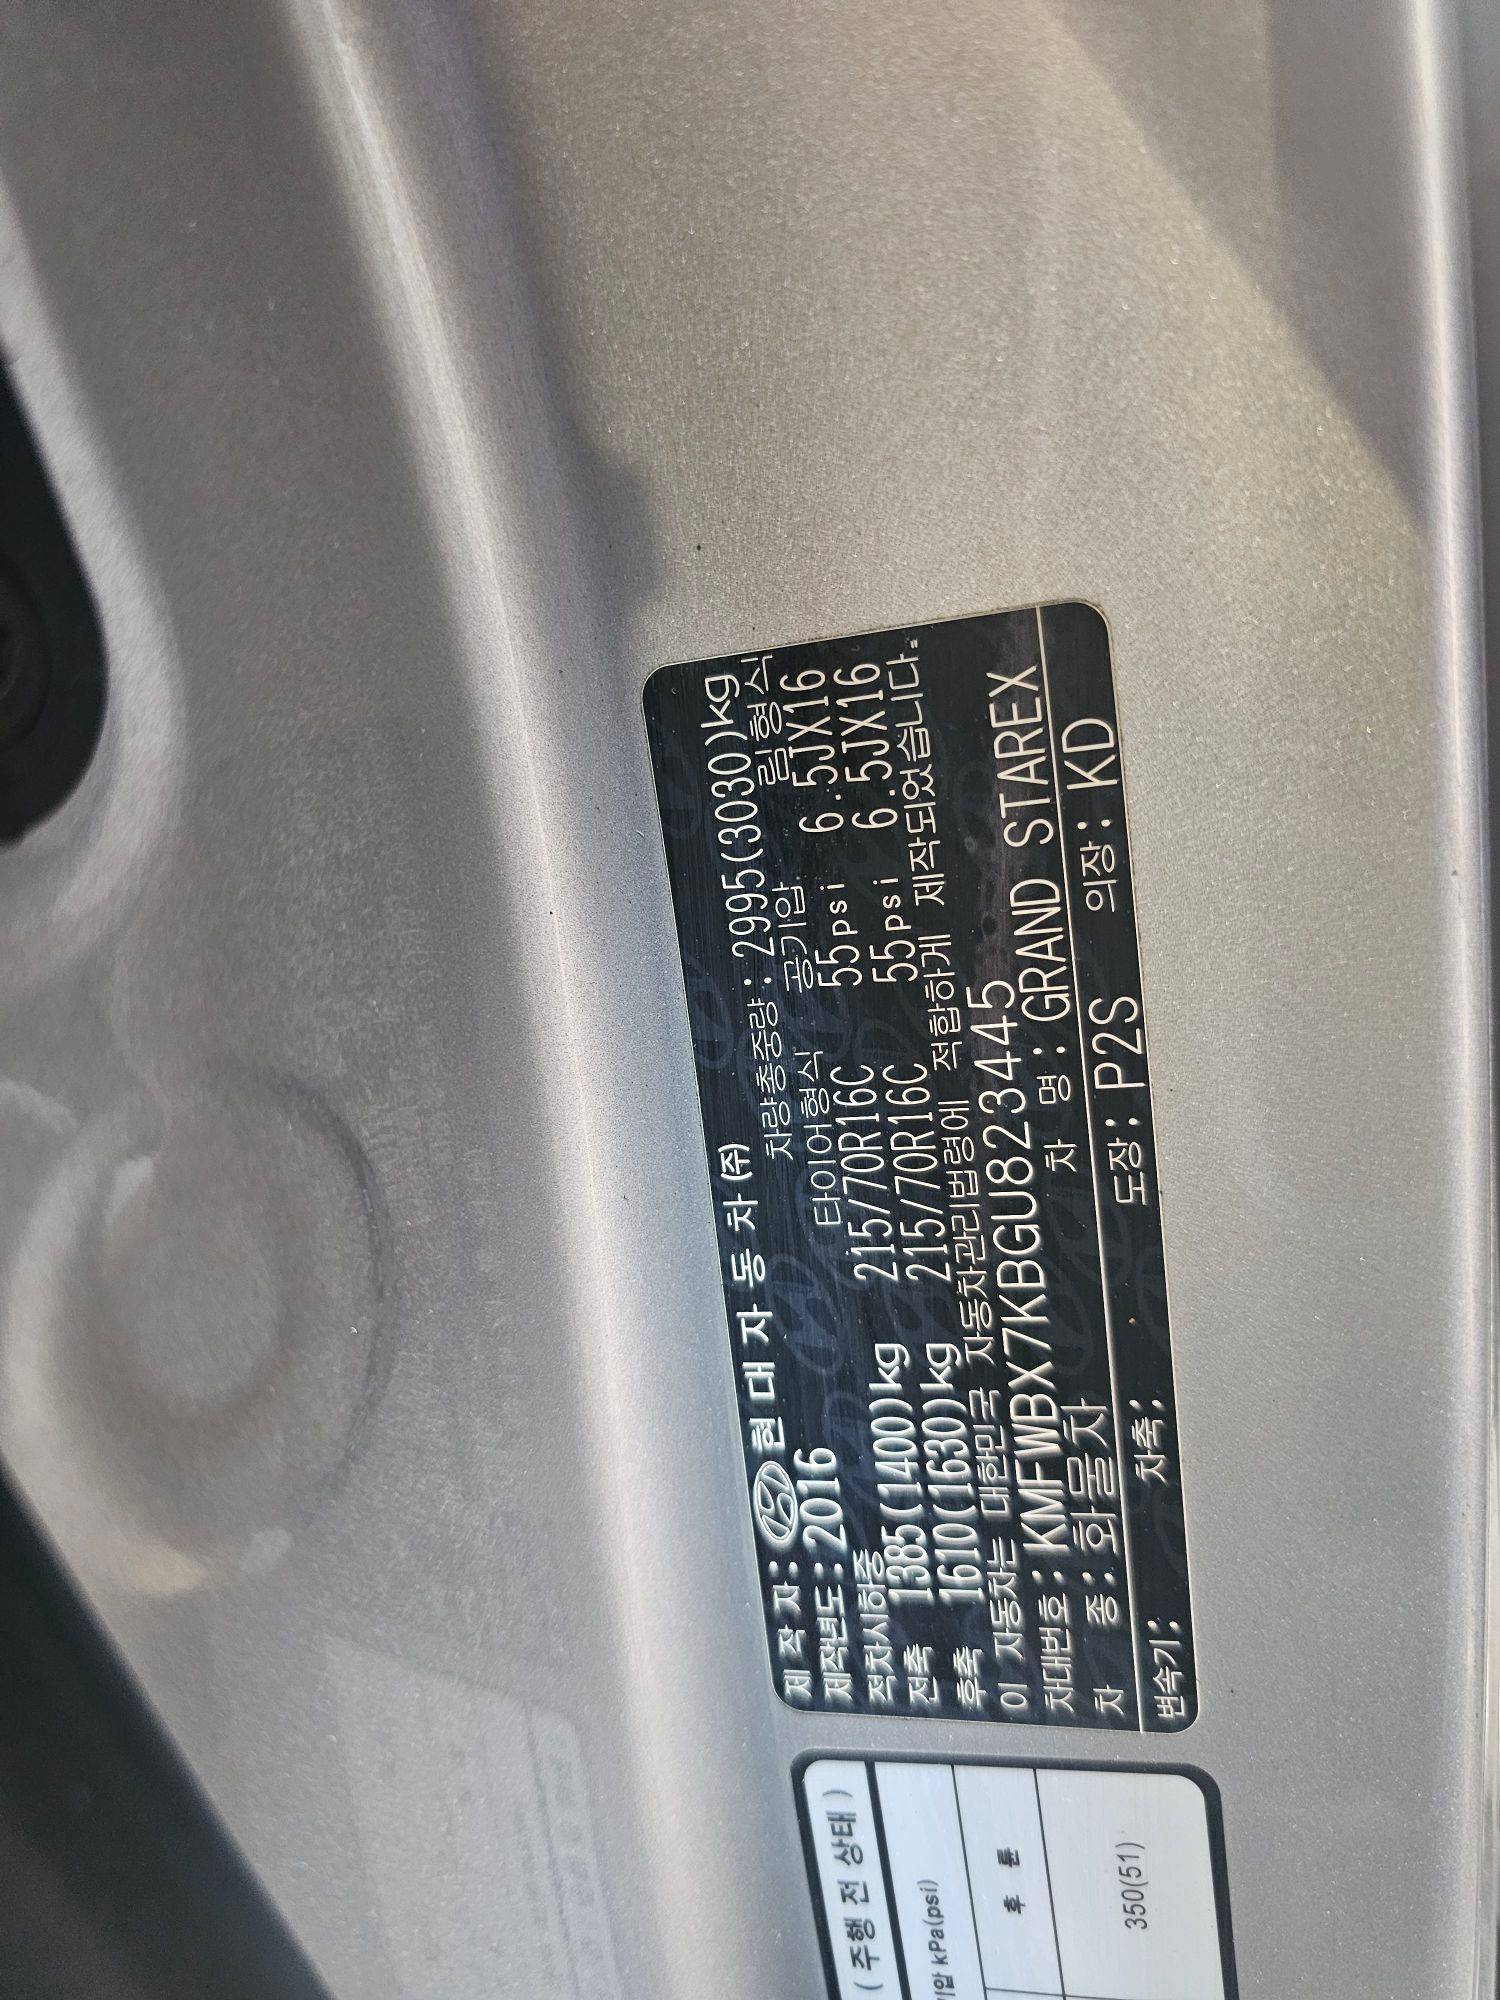 제 작 자: 현 대 자 동 차 (주)
제작년도: 2016 차량총중량: 2995(3030)kg
적차시하중 타이어형식 공기압 림형식
전축 1385(1400)kg 215/70R16C 55psi 6.5JX16
후축 1610(1630)kg 215/70R16C 55psi 6.5JX16
이 자동차는 대한민국 자동차관리법령에 적합하게 제작되었습니다.
차대번호: KMFWBX7KBGU823445
차 종: 화물차 차 명: GRAND STAREX
변속기: 차축: 도장: P2S 의장: KD
( 주행 전 상태 )
kPa(psi)
후 륜
350(51)